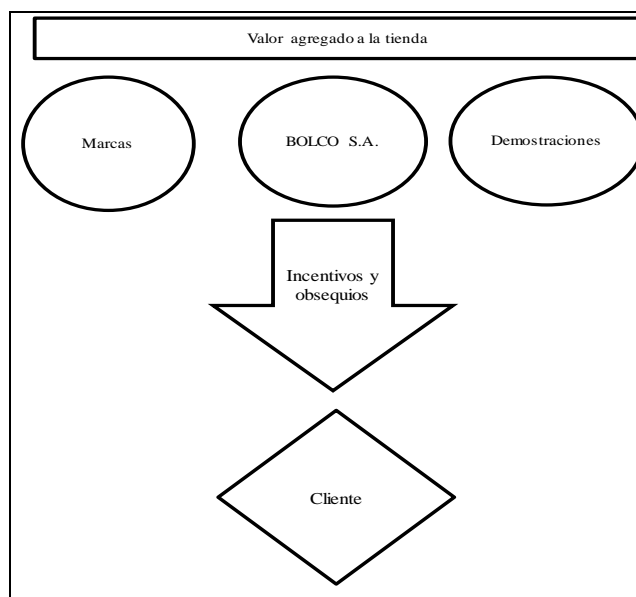 Valor agregado a la tienda
Marcas
BOLCO S.A.
Demostraciones
Incentivos y
obsequios
Cliente